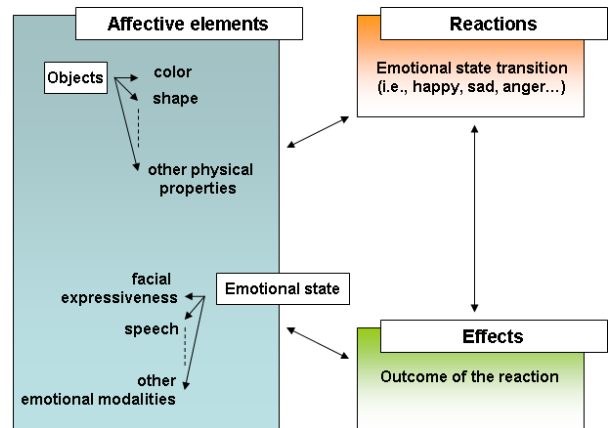 Affective elements
Objects
color
shape
other physical
properties
facial
expressiveness
Emotional state
speech
other
emotional modalities
Reactions
Emotional state transition
(i.e., happy, sad, anger...)
Effects
Outcome of the reaction